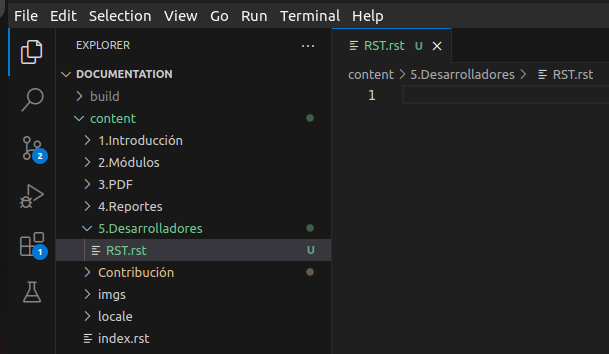 File Edit Selection View Go Run Terminal Help
EXPLORER ...
DOCUMENTATION
build
content
1.Introducción
2.Módulos
3.PDF
4.Reportes
5.Desarrolladores
RST.rst U
Contribución
imgs
locale
index.rst
2
1
RST.rst U
content > 5.Desarrolladores > RST.rst
1